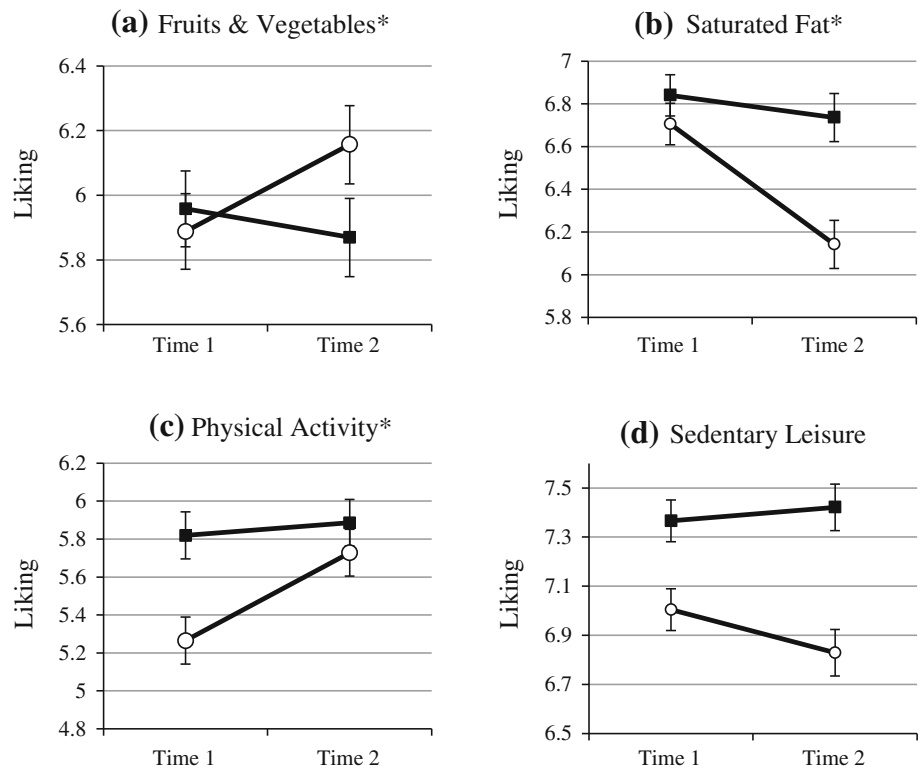 (a) Fruits & Vegetables*
6.4
6.2
6
5.8
5.6
Liking
Time 1 Time 2
(b) Saturated Fat*
7
6.8
6.6
6.4
6.2
6
5.8
Liking
Time 1 Time 2
(c) Physical Activity*
6.2
6
5.8
5.6
5.4
5.2
5
4.8
Liking
Time 1 Time 2
(d) Sedentary Leisure
7.5
7.3
7.1
6.9
6.7
6.5
Liking
Time 1 Time 2